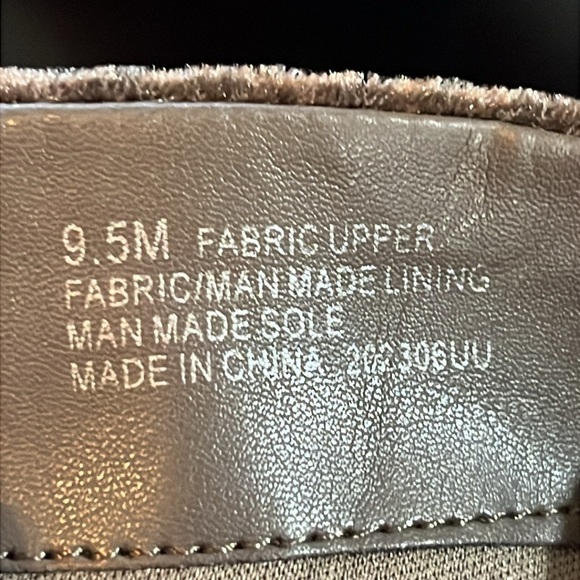 9.5M FABRIC UPPER
FABRIC/MAN MADE LINING
MAN MADE SOLE
MADE IN CHINA